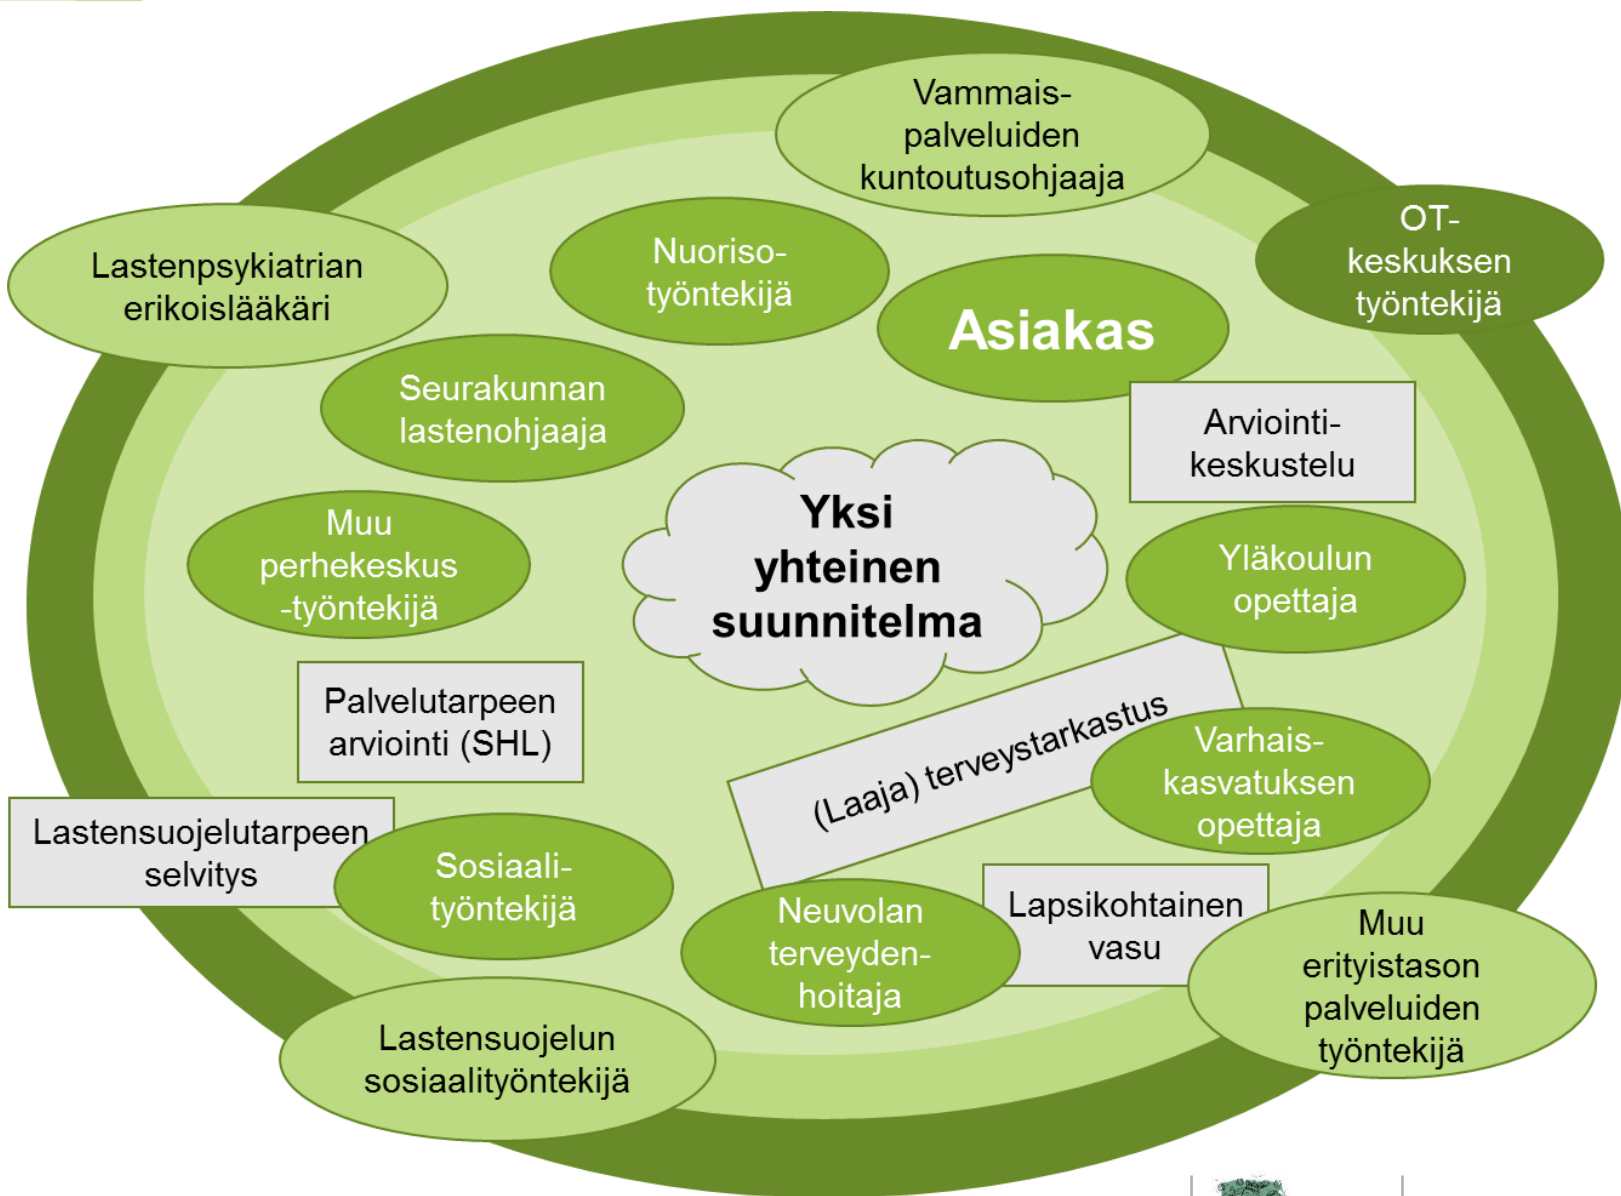 Vammais-
palveluiden
kuntoutusohjaaja
OT-
keskuksen
työntekijä
Lastenpsykiatrian
erikoislääkäri
Nuoriso-
työntekijä
Asiakas
Seurakunnan
lastenohjaaja
Arviointi-
keskustelu
Yksi
yhteinen
suunnitelma
Muu
perhekeskus
-työntekijä
Yläkoulun
opettaja
Palvelutarpeen
arviointi (SHL)
(Laaja) terveystarkastus
Varhais-
kasvatuksen
opettaja
Lastensuojelutarpeen
selvitys
Sosiaali-
työntekijä
Neuvolan
terveyden-
hoitaja
Lapsikohtainen
vasu
Muu
erityistason
palveluiden
työntekijä
Lastensuojelun
sosiaalityöntekijä